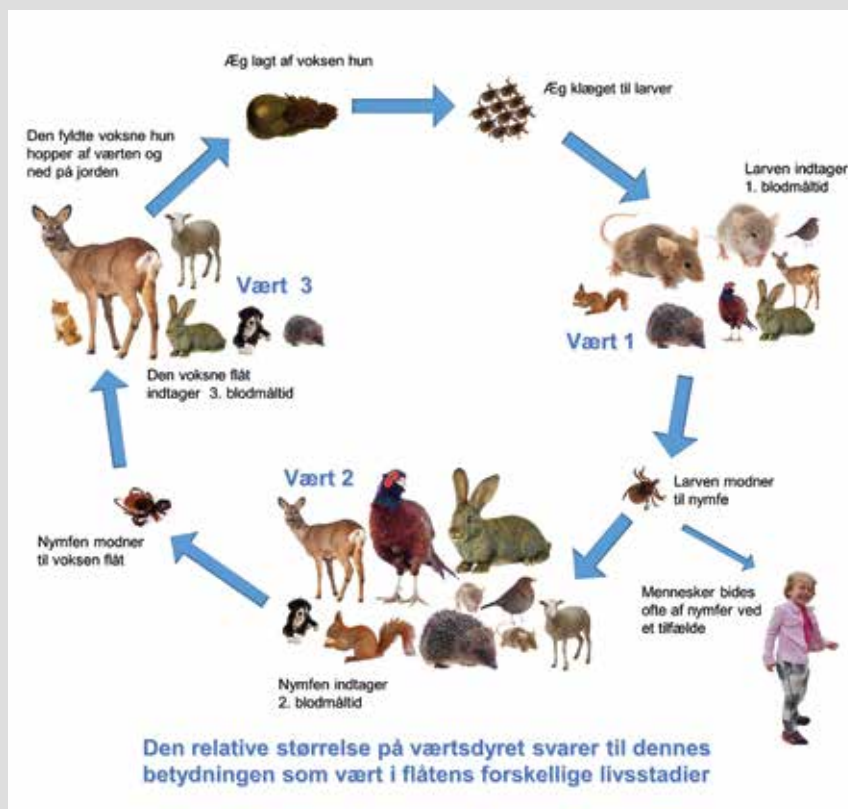 Æg lagt af voksen hun
Æg klæget til larver
Den fyldte voksne hun
hopper af værten og
ned på jorden
Larven indtager
1. blodmåltid
Vært 3
Vært 1
Den voksne flåt
indtager 3. blodmåltid
Vært 2
Larven modner
til nymfe
Nymfen modner
til voksen flåt
Mennesker bides
ofte af nymfer ved
et tilfælde
Nymfen indtager
2. blodmåltid
Den relative størrelse på værtsdyret svarer til dennes
betydningen som vært i flåtens forskellige livsstadier